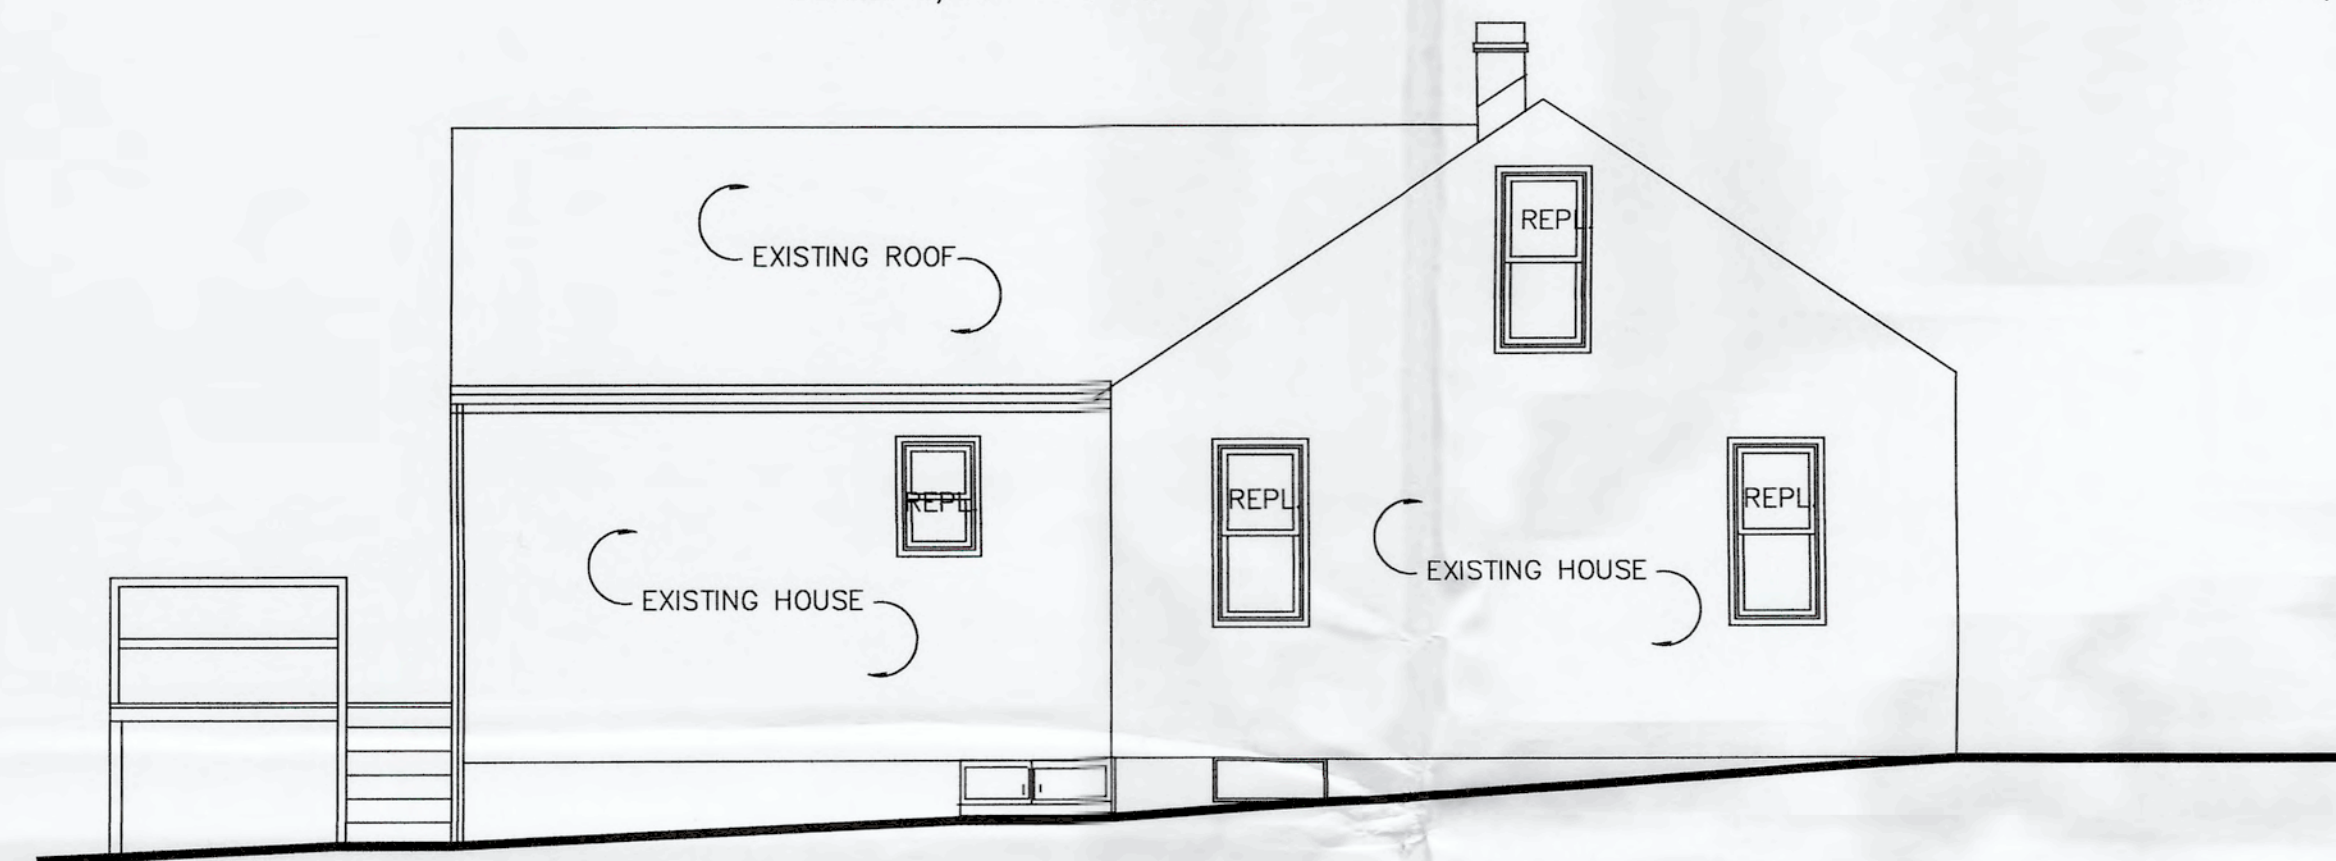 REPL.
EXISTING ROOF
REPL.
REPL.
REPL.
EXISTING HOUSE
EXISTING HOUSE